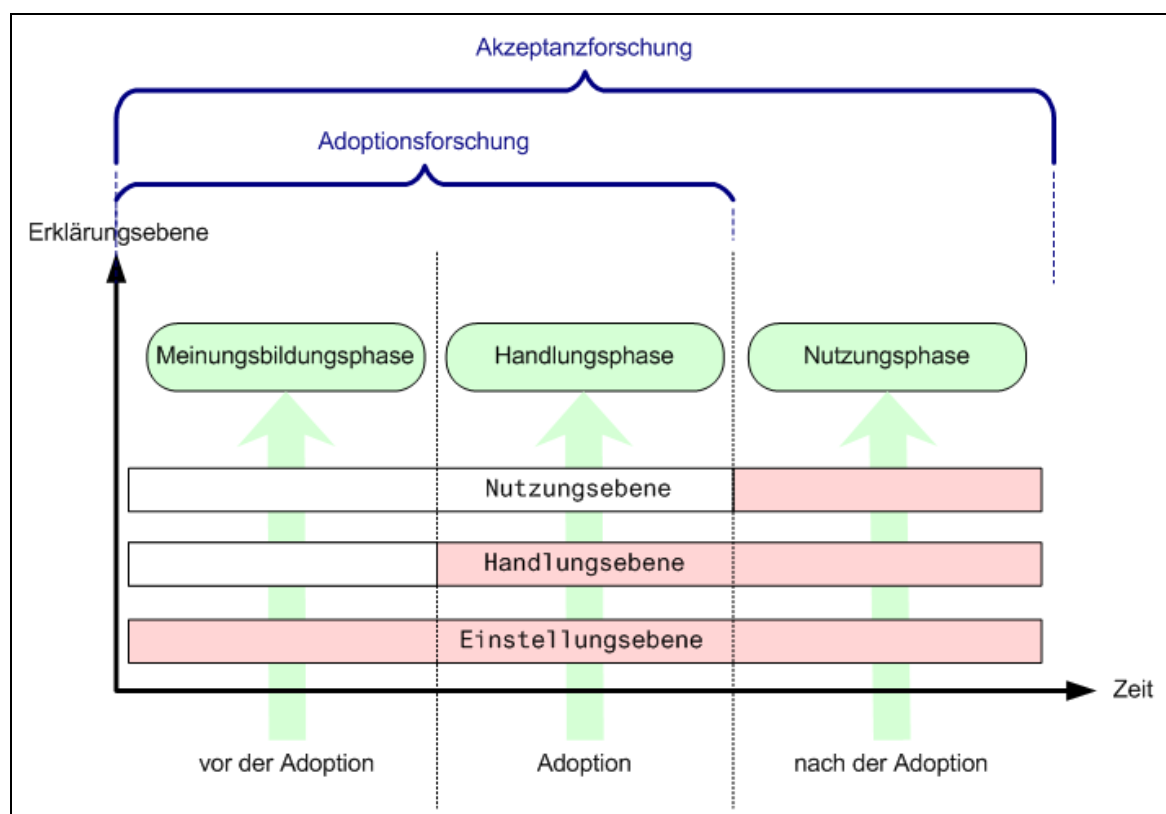 Akzeptanzforschung
Adoptionsforschung
Erklärungsebene
Meinungsbildungsphase
Handlungsphase
Nutzungsphase
Nutzungsebene
Handlungsebene
Einstellungsebene
Zeit
vor der Adoption
Adoption
nach der Adoption